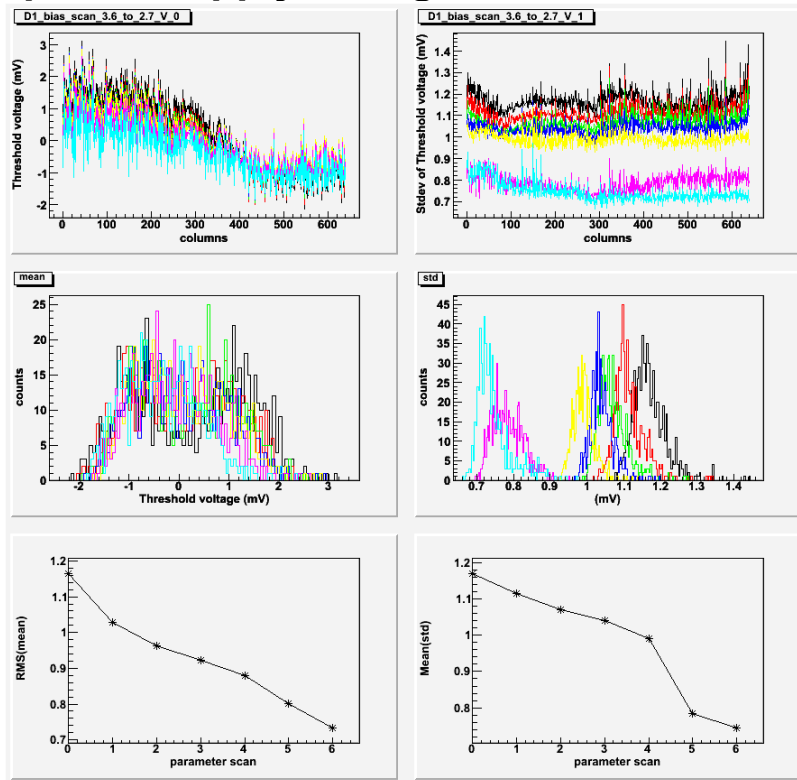 D1_bias_scan_3.6_to_2.7_V_0
Threshold voltage (mV)
3
2
1
0
-1
-2
0 100 200 300 400 500 600
columns
D1_bias_scan_3.6_to_2.7_V_1
Stdev of Threshold voltage (mV)
1.4
1.3
1.2
1.1
1
0.9
0.8
0.7
0 100 200 300 400 500 600
columns
mean
counts
25
20
15
10
5
0
-2 -1 0 1 2 3
Threshold voltage (mV)
std
counts
45
40
35
30
25
20
15
10
5
0
0.7 0.8 0.9 1 1.1 1.2 1.3 1.4
(mV)
RMS(mean)
1.2
1.1
1
0.9
0.8
0.7
0 1 2 3 4 5 6
parameter scan
Mean(std)
1.2
1.1
1
0.9
0.8
0 1 2 3 4 5 6
parameter scan